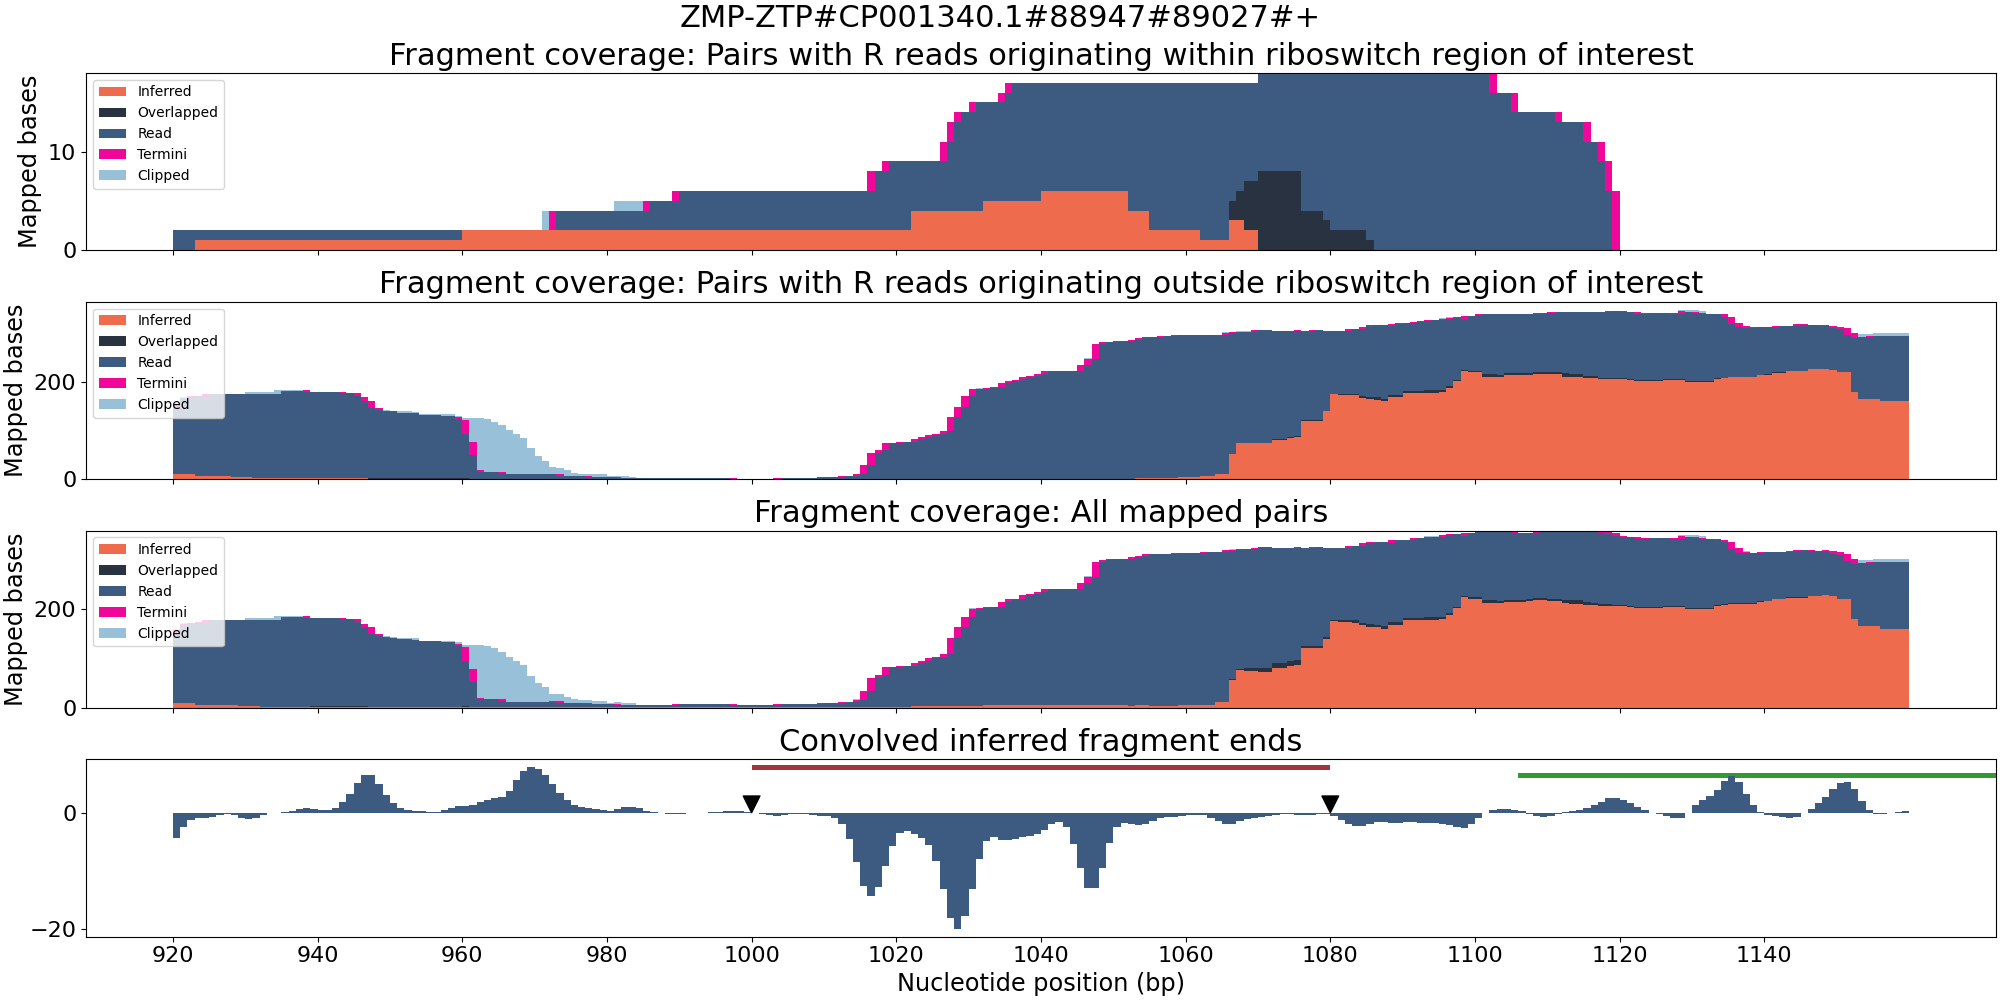 ZMP-ZTP#CP001340.1#88947#89027#+
Fragment coverage: Pairs with R reads originating within riboswitch region of interest
Mapped bases
10
0
Inferred
Overlapped
Read
Termini
Clipped
Fragment coverage: Pairs with R reads originating outside riboswitch region of interest
Mapped bases
200
0
Inferred
Overlapped
Read
Termini
Clipped
Fragment coverage: All mapped pairs
Mapped bases
200
0
Inferred
Overlapped
Read
Termini
Clipped
Convolved inferred fragment ends
0
−20
920 940 960 980 1000 1020 1040 1060 1080 1100 1120 1140
Nucleotide position (bp)